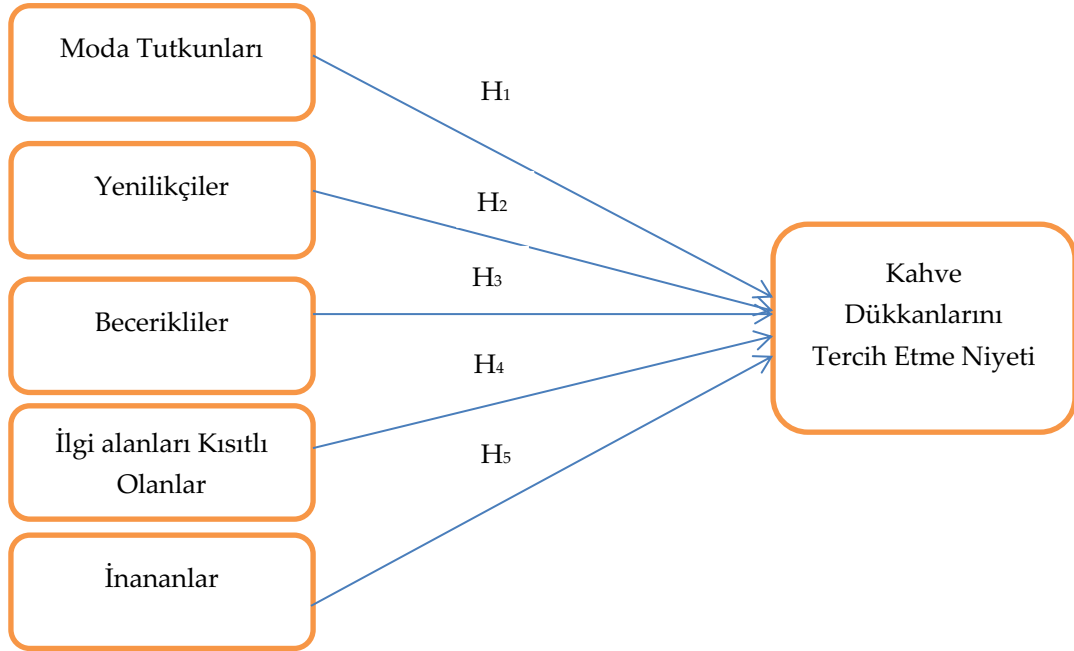 Moda Tutkunları
H1
Yenilikçiler
H2
Becerikliler
H3
İlgi alanları Kısıtlı
Olanlar
H4
İnananlar
H5
Kahve
Dükkanlarını
Tercih Etme Niyeti